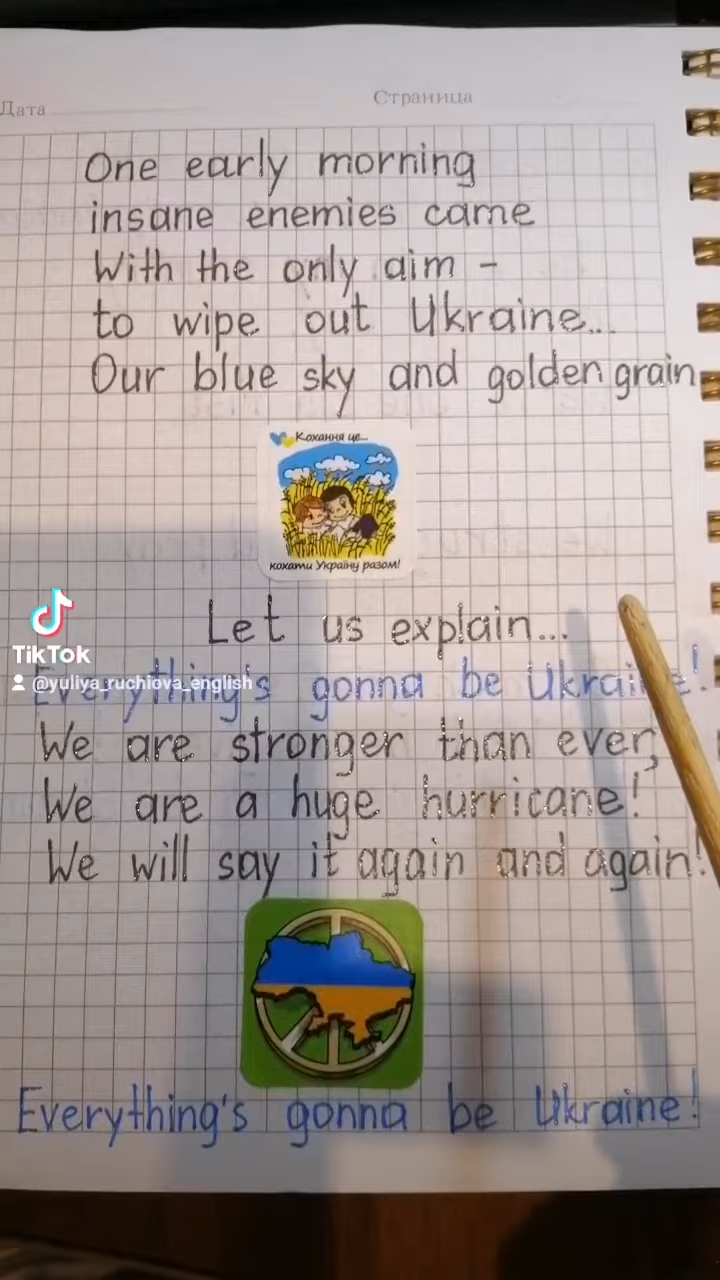 Дата
Страница
One early morning
insane enemies came
With the only aim -
to wipe out Ukraine...
Our blue sky and golden grain
Кохання це...
кохати Україну разом!
Let us explain...
TikTok
@yuliya_ruchiova_english
Everything's gonna be Ukraine!
We are stronger than ever,
We are a huge hurricane!
We will say it again and again!
Everything's gonna be Ukraine!